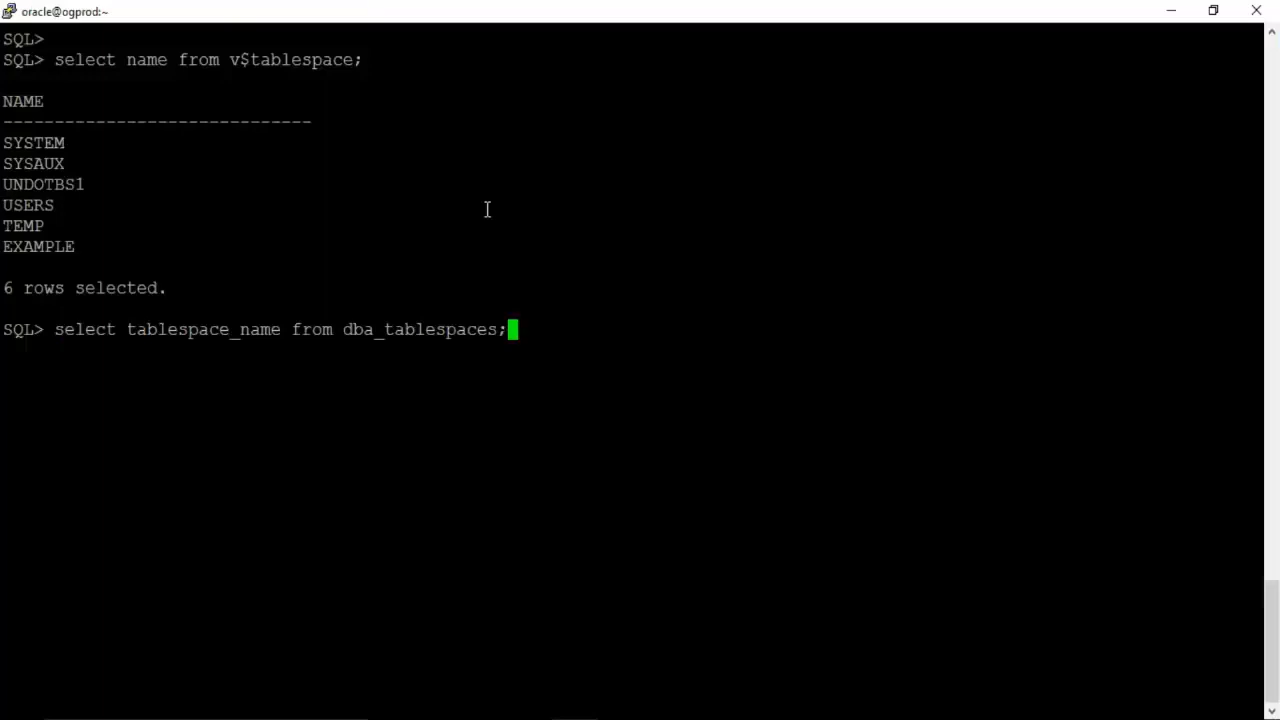 oracle@ogprod:~
SQL>
SQL> select name from v$tablespace;
NAME
------------------------------
SYSTEM
SYSAUX
UNDOTBS1
USERS
TEMP
EXAMPLE
6 rows selected.
SQL> select tablespace_name from dba_tablespaces;